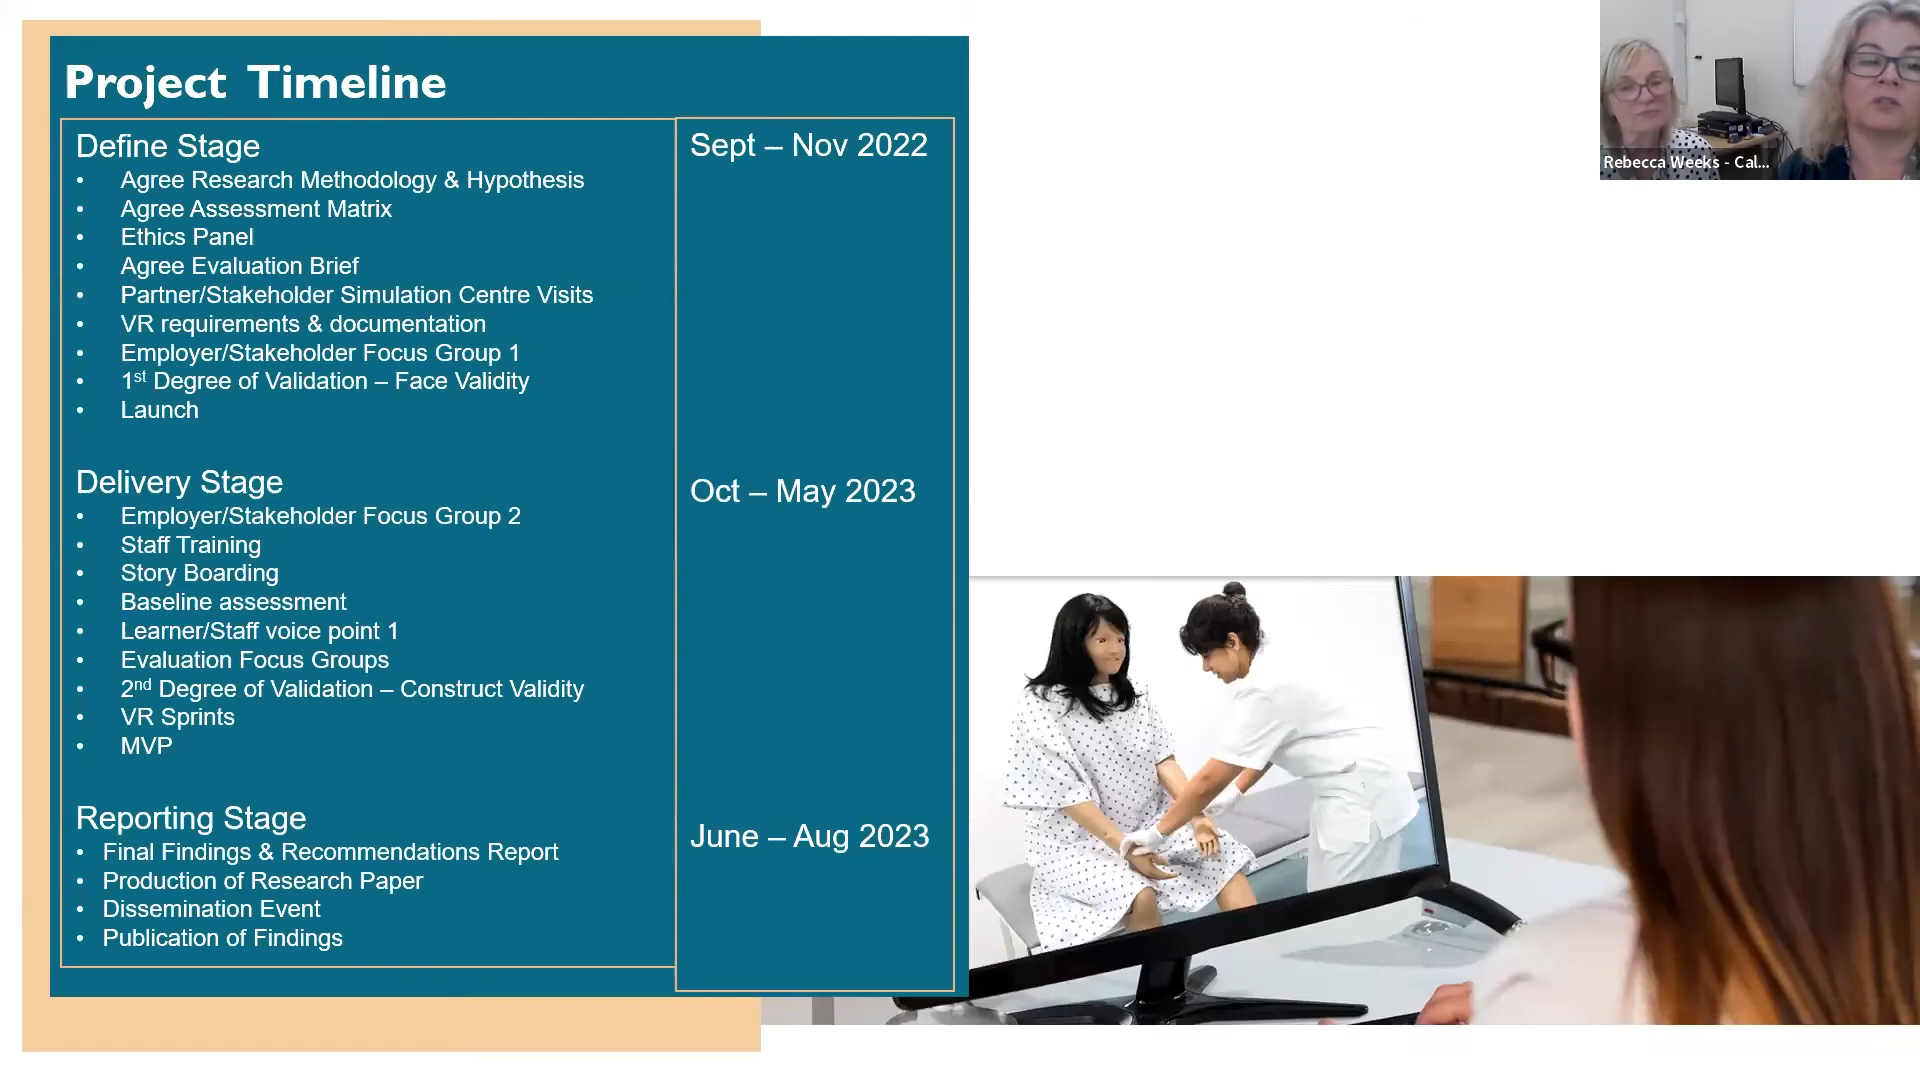 Project Timeline
Define Stage
• Agree Research Methodology & Hypothesis
• Agree Assessment Matrix
• Ethics Panel
• Agree Evaluation Brief
• Partner/Stakeholder Simulation Centre Visits
• VR requirements & documentation
• Employer/Stakeholder Focus Group 1
• 1st Degree of Validation – Face Validity
• Launch
Sept – Nov 2022
Delivery Stage
• Employer/Stakeholder Focus Group 2
• Staff Training
• Story Boarding
• Baseline assessment
• Learner/Staff voice point 1
• Evaluation Focus Groups
• 2nd Degree of Validation – Construct Validity
• VR Sprints
• MVP
Oct – May 2023
Reporting Stage
• Final Findings & Recommendations Report
• Production of Research Paper
• Dissemination Event
• Publication of Findings
June – Aug 2023
Rebecca Weeks - Cal...